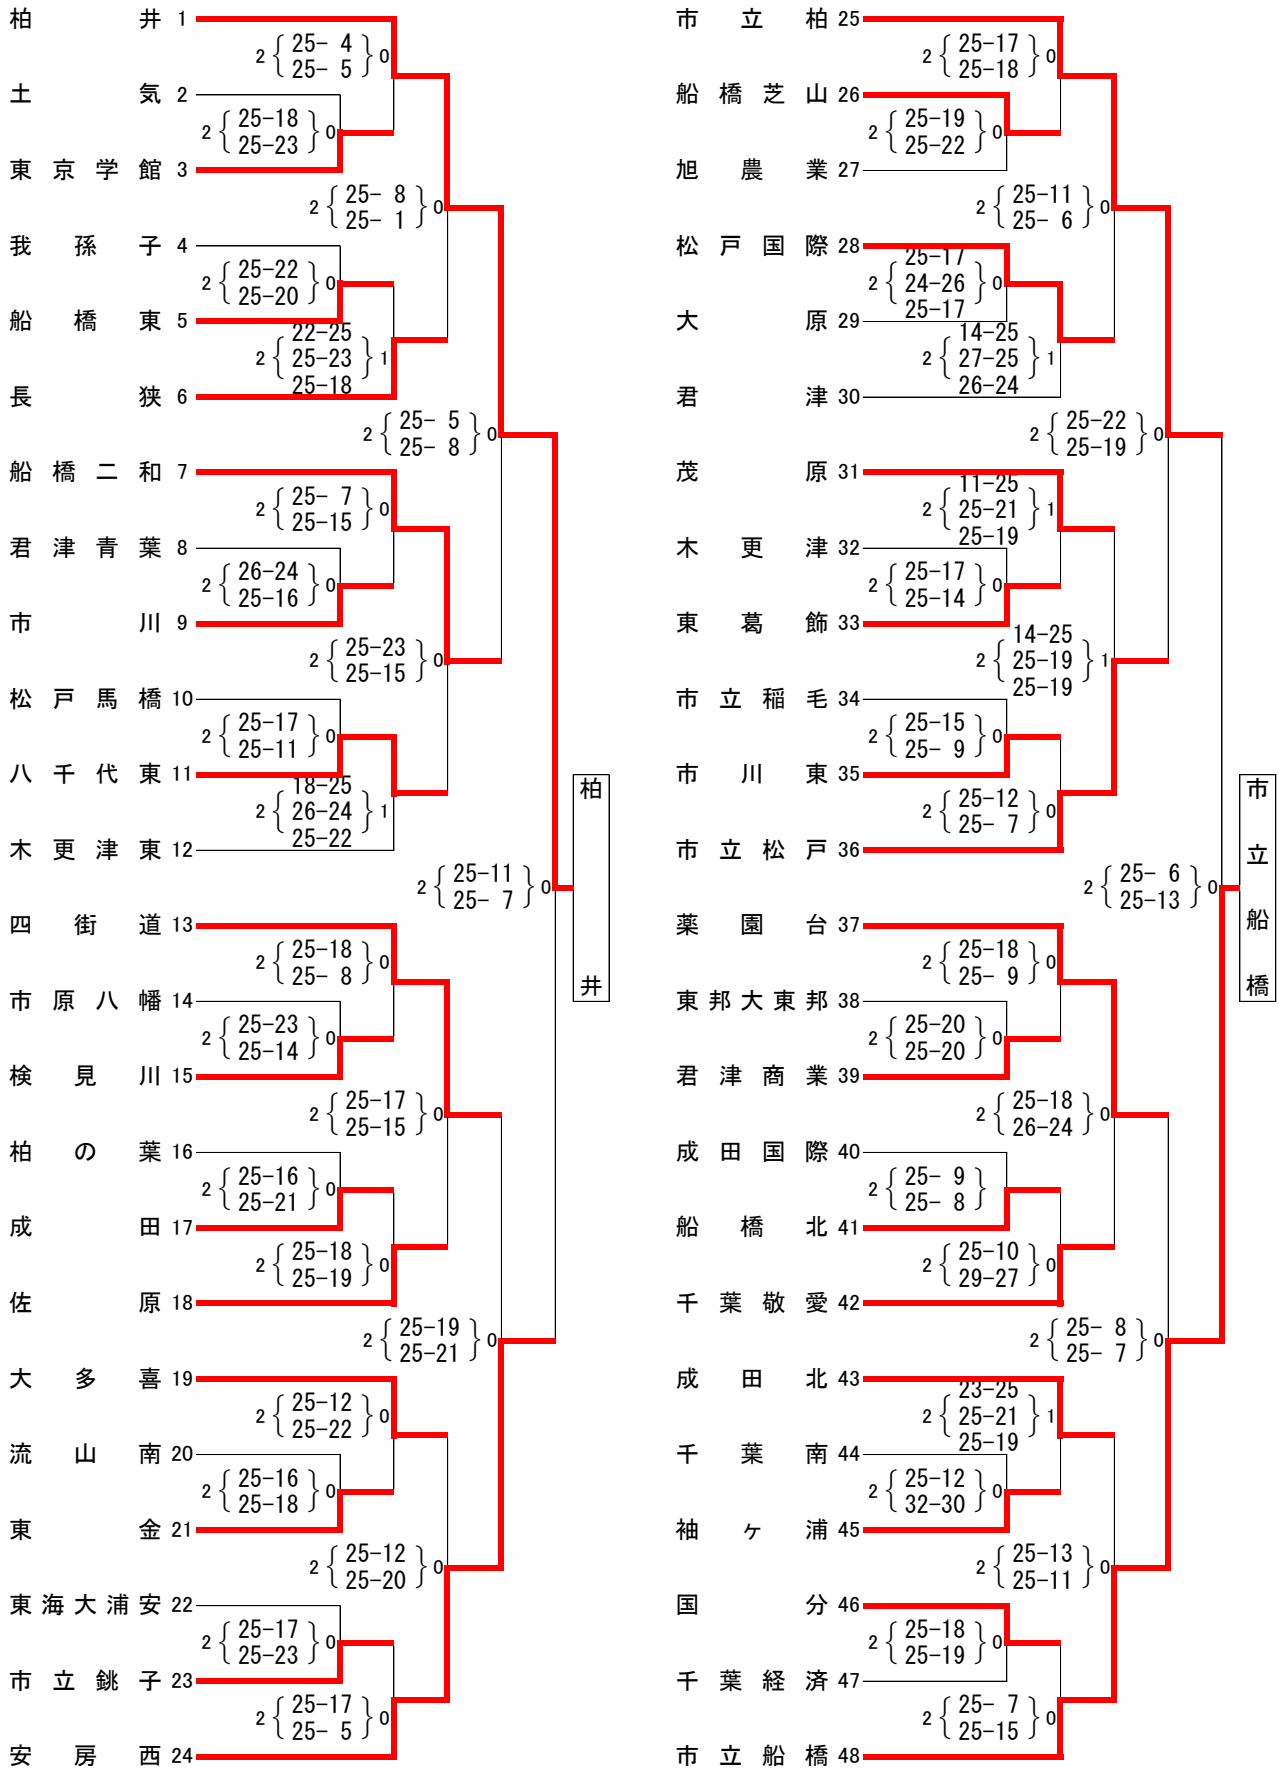 柏井 1
2 { 25- 4 } 0
25- 5
土気 2
2 { 25-18 } 0
25-23
東京学館 3
2 { 25- 8 } 0
25- 1
我孫子 4
2 { 25-22 } 0
25-20
船橋東 5
22-25
2 { 25-23 } 1
25-18
長狭 6
2 { 25- 5 } 0
25- 8
船橋二和 7
2 { 25- 7 } 0
25-15
君津青葉 8
2 { 26-24 } 0
25-16
市川 9
2 { 25-23 } 0
25-15
松戸馬橋 10
2 { 25-17 } 0
25-11
八千代東 11
18-25
2 { 26-24 } 1
25-22
木更津東 12
2 { 25-11 } 0
25- 7
柏井
四街道 13
2 { 25-18 } 0
25- 8
市原八幡 14
2 { 25-23 } 0
25-14
検見川 15
2 { 25-17 } 0
25-15
柏の葉 16
2 { 25-16 } 0
25-21
成田 17
2 { 25-18 } 0
25-19
佐原 18
2 { 25-19 } 0
25-21
大多喜 19
2 { 25-12 } 0
25-22
流山南 20
2 { 25-16 } 0
25-18
東金 21
2 { 25-12 } 0
25-20
東海大浦安 22
2 { 25-17 } 0
25-23
市立銚子 23
2 { 25-17 } 0
25- 5
安房西 24
市立柏 25
2 { 25-17 } 0
25-18
船橋芝山 26
2 { 25-19 } 0
25-22
旭農業 27
2 { 25-11 } 0
25- 6
松戸国際 28
25-17
2 { 24-26 } 0
25-17
大原 29
14-25
2 { 27-25 } 1
26-24
君津 30
2 { 25-22 } 0
25-19
茂原 31
11-25
2 { 25-21 } 1
25-19
木更津 32
2 { 25-17 } 0
25-14
東葛飾 33
14-25
2 { 25-19 } 1
25-19
市立稲毛 34
2 { 25-15 } 0
25- 9
市川東 35
2 { 25-12 } 0
25- 7
市立松戸 36
2 { 25- 6 } 0
25-13
市立船橋
薬園台 37
2 { 25-18 } 0
25- 9
東邦大東邦 38
2 { 25-20 } 0
25-20
君津商業 39
2 { 25-18 } 0
26-24
成田国際 40
2 { 25- 9 }
25- 8
船橋北 41
2 { 25-10 } 0
29-27
千葉敬愛 42
2 { 25- 8 } 0
25- 7
成田北 43
23-25
2 { 25-21 } 1
25-19
千葉南 44
2 { 25-12 } 0
32-30
袖ヶ浦 45
2 { 25-13 } 0
25-11
国分 46
2 { 25-18 } 0
25-19
千葉経済 47
2 { 25- 7 } 0
25-15
市立船橋 48